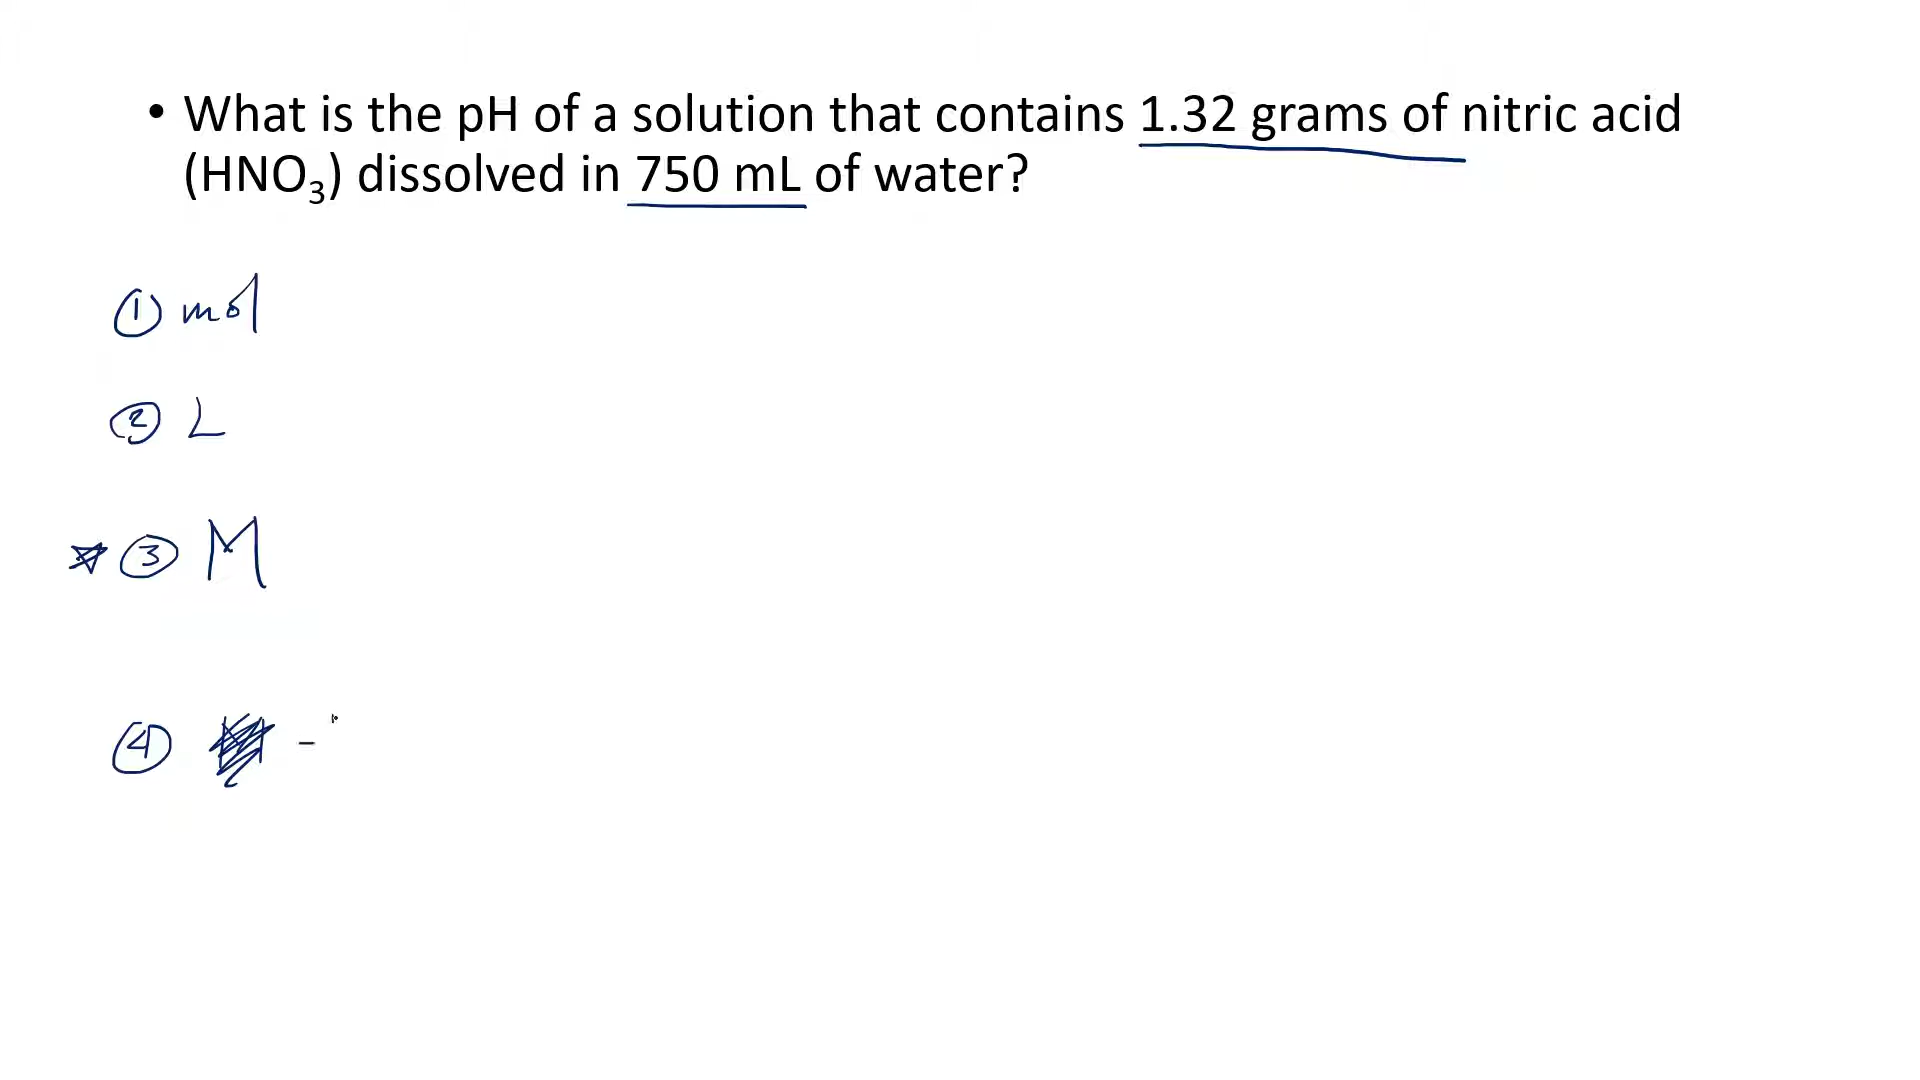 • What is the pH of a solution that contains 1.32 grams of nitric acid
(HNO₃) dissolved in 750 mL of water?
① mol
② L
③ M
④ -